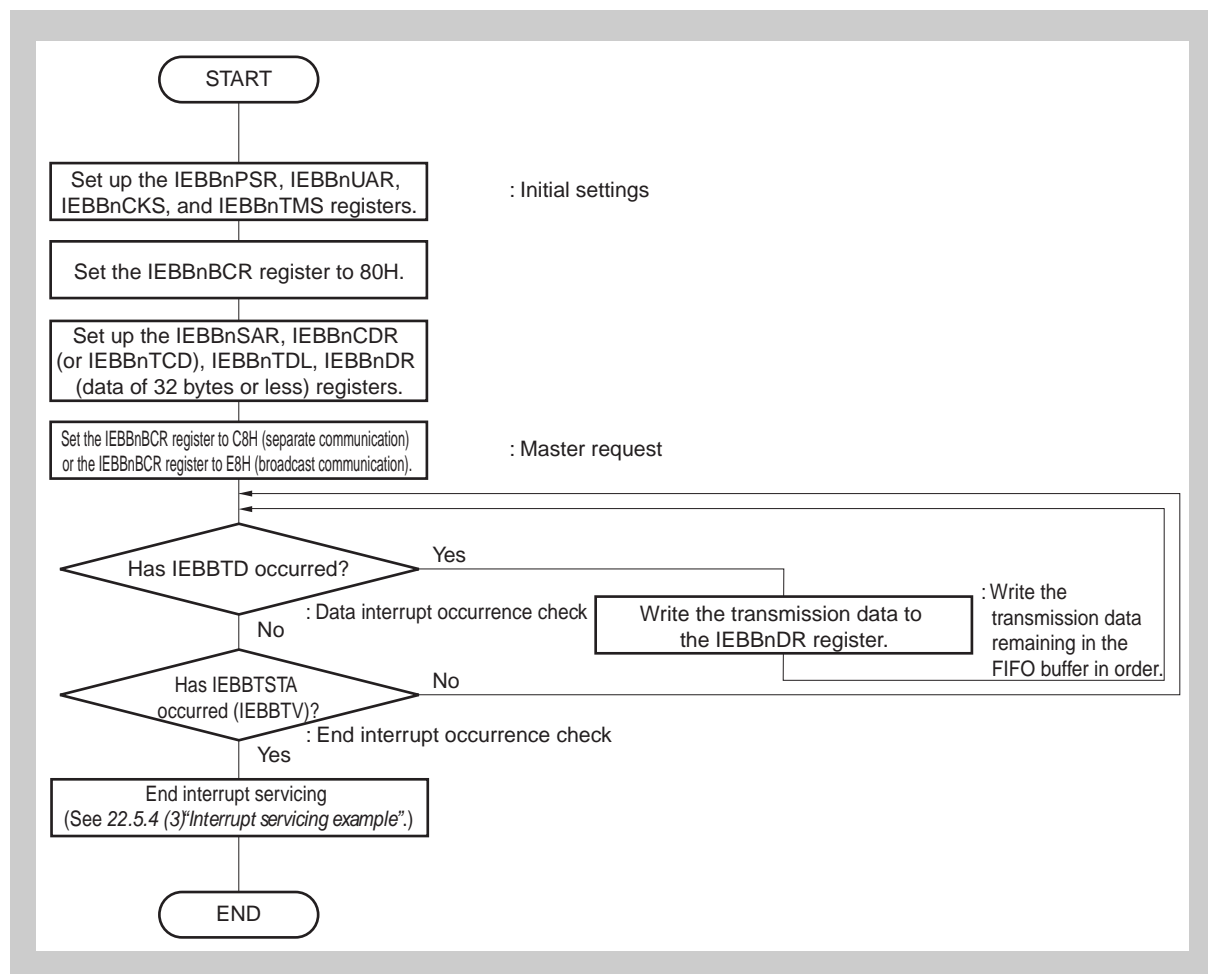 START
Set up the IEBBnPSR, IEBBnUAR,
IEBBnCKS, and IEBBnTMS registers.
: Initial settings
Set the IEBBnBCR register to 80H.
Set up the IEBBnSAR, IEBBnCDR
(or IEBBnTCD), IEBBnTDL, IEBBnDR
(data of 32 bytes or less) registers.
Set the IEBBnBCR register to C8H (separate communication)
or the IEBBnBCR register to E8H (broadcast communication).
: Master request
Has IEBBTD occurred?
Yes
: Data interrupt occurrence check
No
Write the transmission data to
the IEBBnDR register.
: Write the
transmission data
remaining in the
FIFO buffer in order.
Has IEBBTSTA
occurred (IEBBTV)?
No
: End interrupt occurrence check
Yes
End interrupt servicing
(See 22.5.4 (3)"Interrupt servicing example".)
END